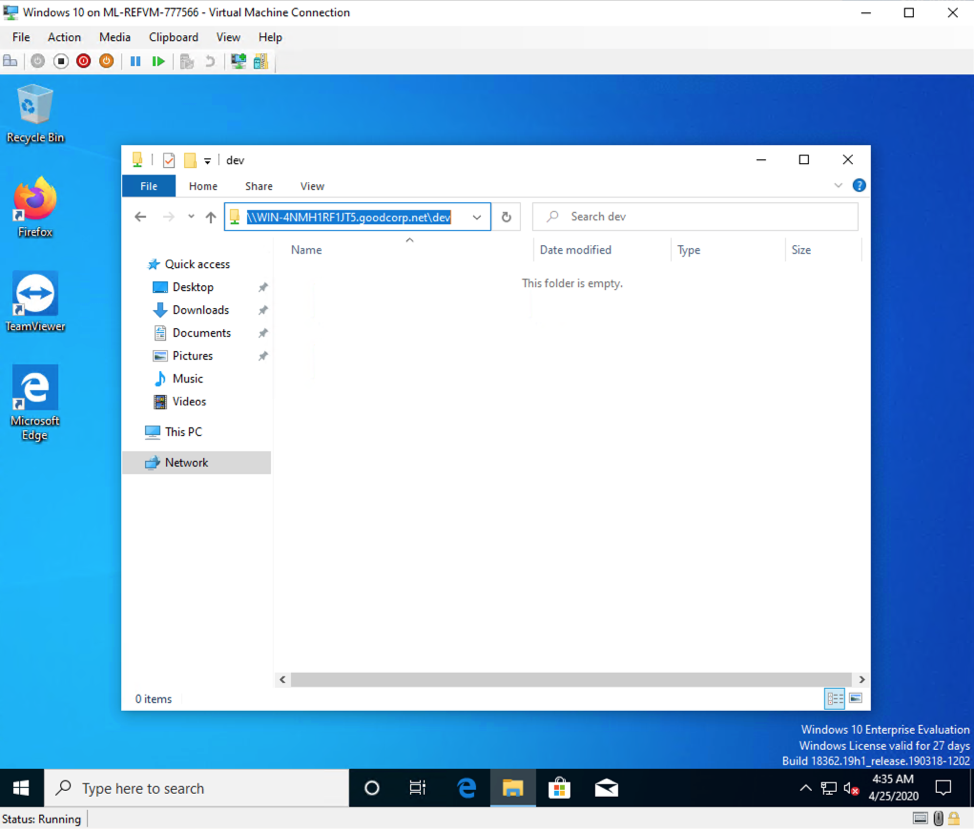 Windows 10 on ML-REFVM-777566 - Virtual Machine Connection
File Action Media Clipboard View Help
Recycle Bin
Firefox
TeamViewer
Microsoft
Edge
dev
File Home Share View
\\WIN-4NMH1RF1JT5.goodcorp.net\dev
Search dev
Name Date modified Type Size
This folder is empty.
Quick access
Desktop
Downloads
Documents
Pictures
Music
Videos
This PC
Network
0 items
Windows 10 Enterprise Evaluation
Windows License valid for 27 days
Build 18362.19h1_release.190318-1202
Type here to search
4:35 AM
4/25/2020
Status: Running